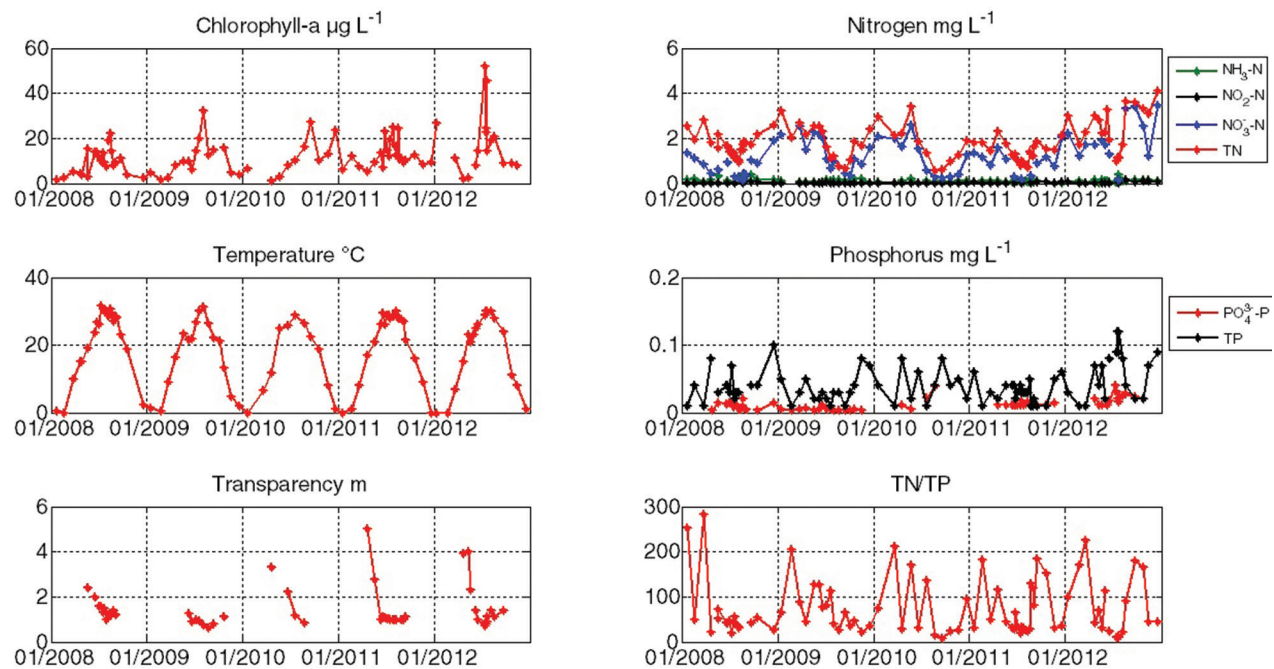 Chlorophyll-a µg L⁻¹
60
40
20
0
01/2008 01/2009 01/2010 01/2011 01/2012
Nitrogen mg L⁻¹
6
4
2
0
01/2008 01/2009 01/2010 01/2011 01/2012
NH₃-N
NO₂-N
NO₃⁻-N
TN
Temperature °C
40
20
0
01/2008 01/2009 01/2010 01/2011 01/2012
Phosphorus mg L⁻¹
0.2
0.1
0
01/2008 01/2009 01/2010 01/2011 01/2012
PO₄³⁻-P
TP
Transparency m
6
4
2
0
01/2008 01/2009 01/2010 01/2011 01/2012
TN/TP
300
200
100
0
01/2008 01/2009 01/2010 01/2011 01/2012